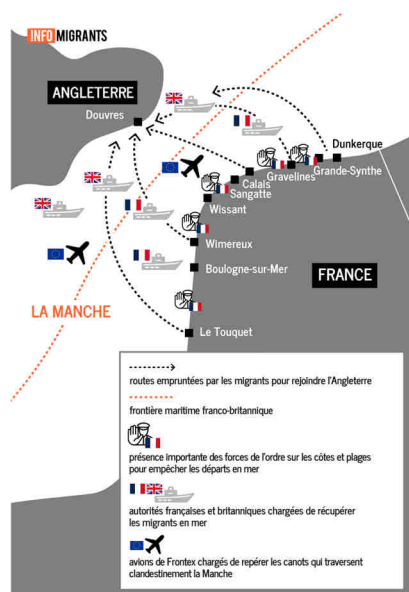 INFO MIGRANTS
ANGLETERRE
Douvres
Dunkerque
Grande-Synthe
Gravelines
Calais
Sangatte
Wissant
Wimereux
Boulogne-sur-Mer
FRANCE
LA MANCHE
Le Touquet
routes empruntées par les migrants pour rejoindre l'Angleterre
frontière maritime franco-britannique
présence importante des forces de l'ordre sur les côtes et plages
pour empêcher les départs en mer
autorités françaises et britanniques chargées de récupérer
les migrants en mer
avions de Frontex chargés de repérer les canots qui traversent
clandestinement la Manche